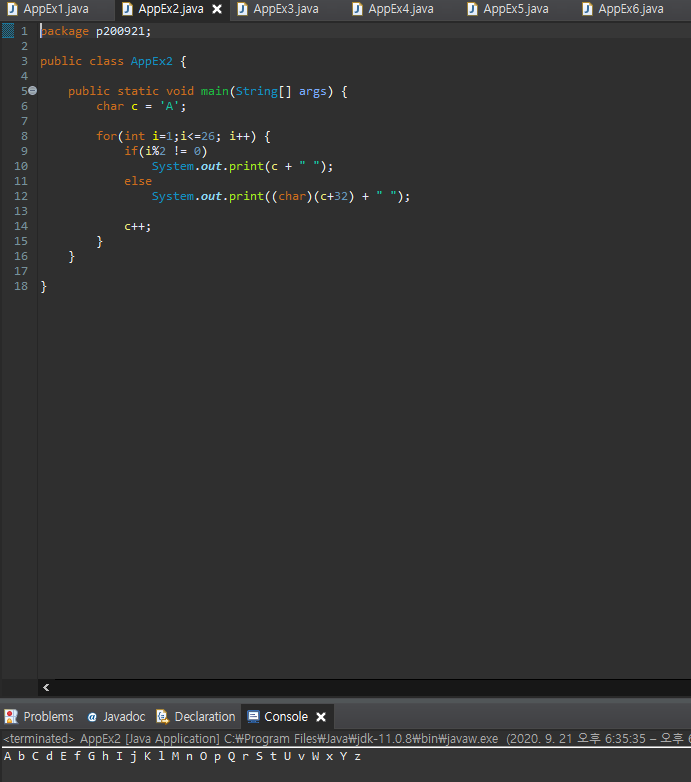 AppEx1.java AppEx2.java AppEx3.java AppEx4.java AppEx5.java AppEx6.java
1 package p200921;
2
3 public class AppEx2 {
4
5 public static void main(String[] args) {
6 char c = 'A';
7
8 for(int i=1;i<=26; i++) {
9 if(i%2 != 0)
10 System.out.print(c + " ");
11 else
12 System.out.print((char)(c+32) + " ");
13
14 c++;
15 }
16 }
17
18 }
Problems @ Javadoc Declaration Console
<terminated> AppEx2 [Java Application] C:₩Program Files₩Java₩jdk-11.0.8₩bin₩javaw.exe (2020. 9. 21 오후 6:35:35 – 오후 6
A b C d E f G h I j K l M n O p Q r S t U v W x Y z